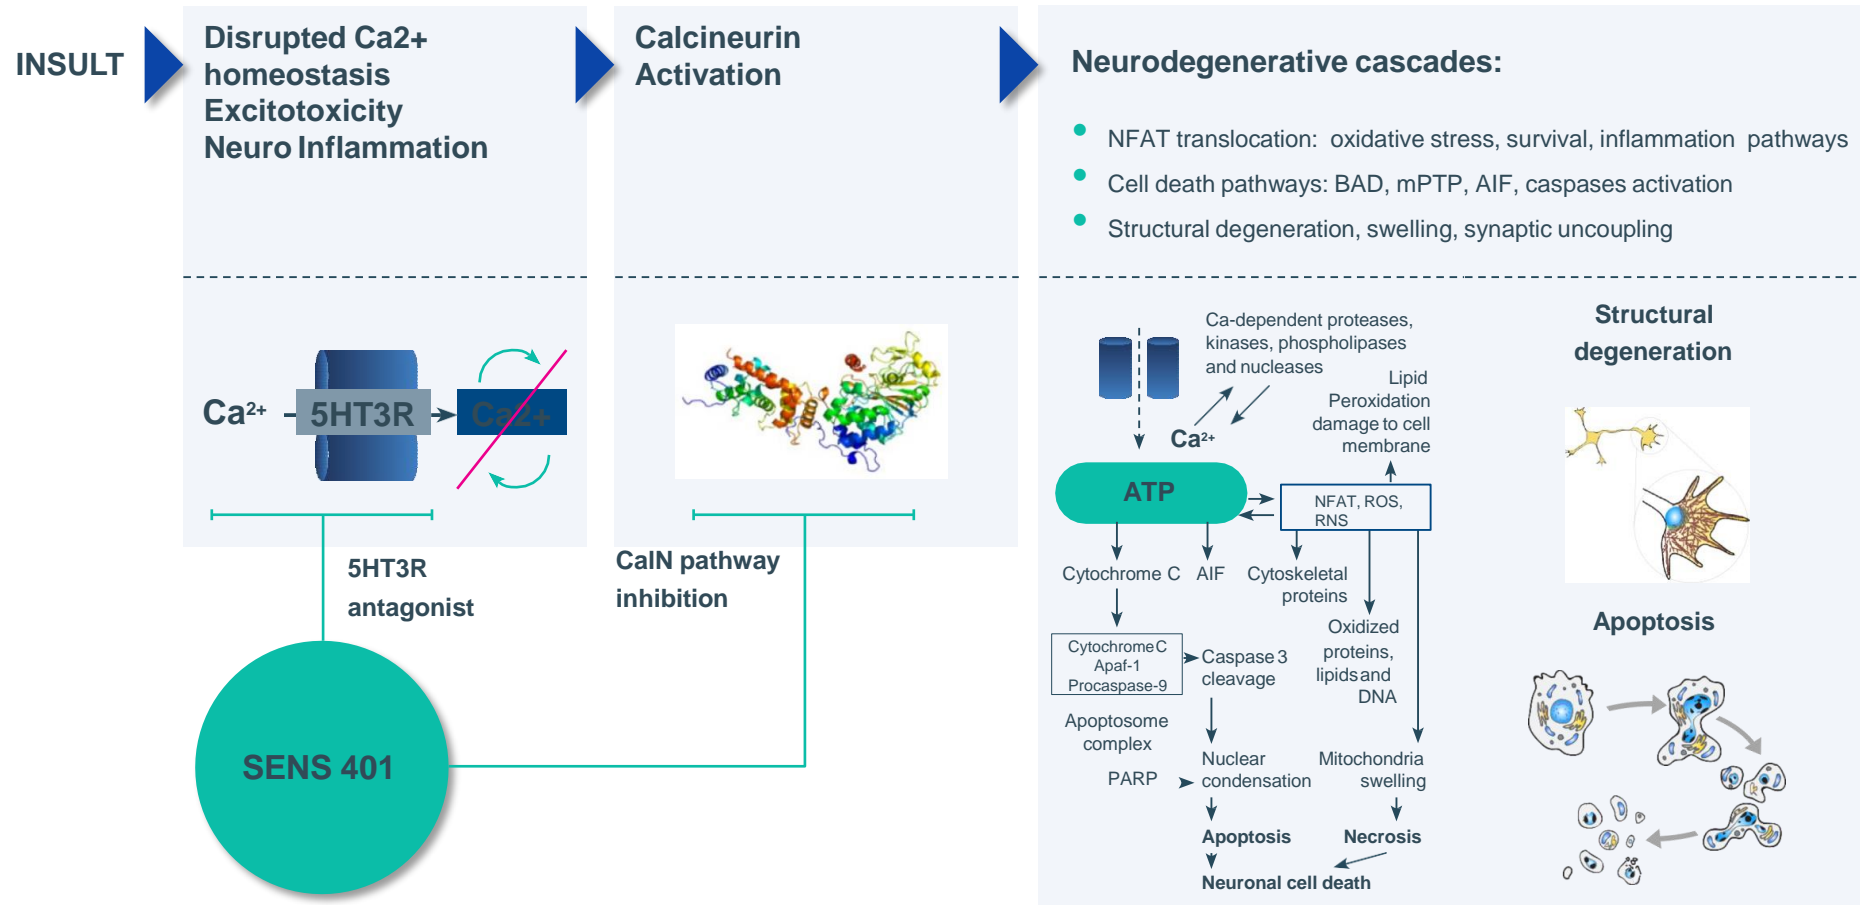 INSULT
Disrupted Ca2+
homeostasis
Excitotoxicity
Neuro Inflammation
Calcineurin
Activation
Neurodegenerative cascades:
• NFAT translocation: oxidative stress, survival, inflammation pathways
• Cell death pathways: BAD, mPTP, AIF, caspases activation
• Structural degeneration, swelling, synaptic uncoupling
Ca2+
5HT3R
Ca2+
5HT3R
antagonist
CalN pathway
inhibition
SENS 401
Ca-dependent proteases,
kinases, phospholipases
and nucleases
Lipid
Peroxidation
damage to cell
membrane
Ca2+
ATP
NFAT, ROS,
RNS
Cytochrome C
AIF
Cytoskeletal
proteins
Oxidized
proteins,
lipids and
DNA
Cytochrome C
Apaf-1
Procaspase-9
Caspase 3
cleavage
Apoptosome
complex
PARP
Nuclear
condensation
Mitochondria
swelling
Apoptosis
Necrosis
Neuronal cell death
Structural
degeneration
Apoptosis